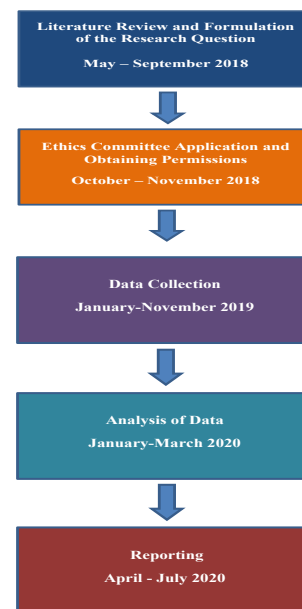 Literature Review and Formulation
of the Research Question
May – September 2018
Ethics Committee Application and
Obtaining Permissions
October – November 2018
Data Collection
January-November 2019
Analysis of Data
January-March 2020
Reporting
April - July 2020